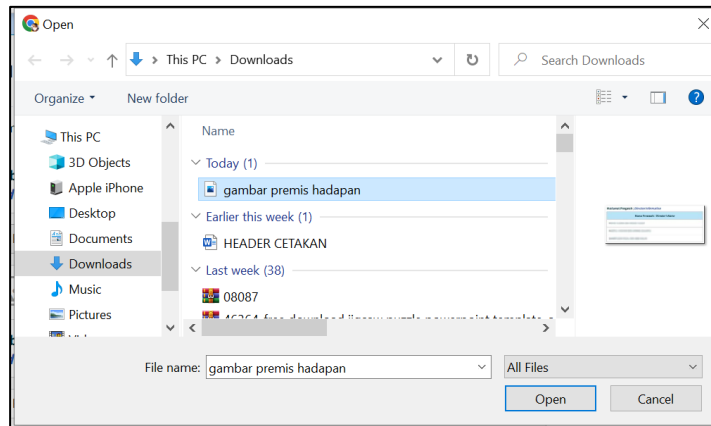 Open
This PC > Downloads
Search Downloads
Organize
New folder
This PC
3D Objects
Apple iPhone
Desktop
Documents
Downloads
Music
Pictures
Name
Today (1)
gambar premis hadapan
Earlier this week (1)
HEADER CETAKAN
Last week (38)
08087
File name: gambar premis hadapan
All Files
Open
Cancel